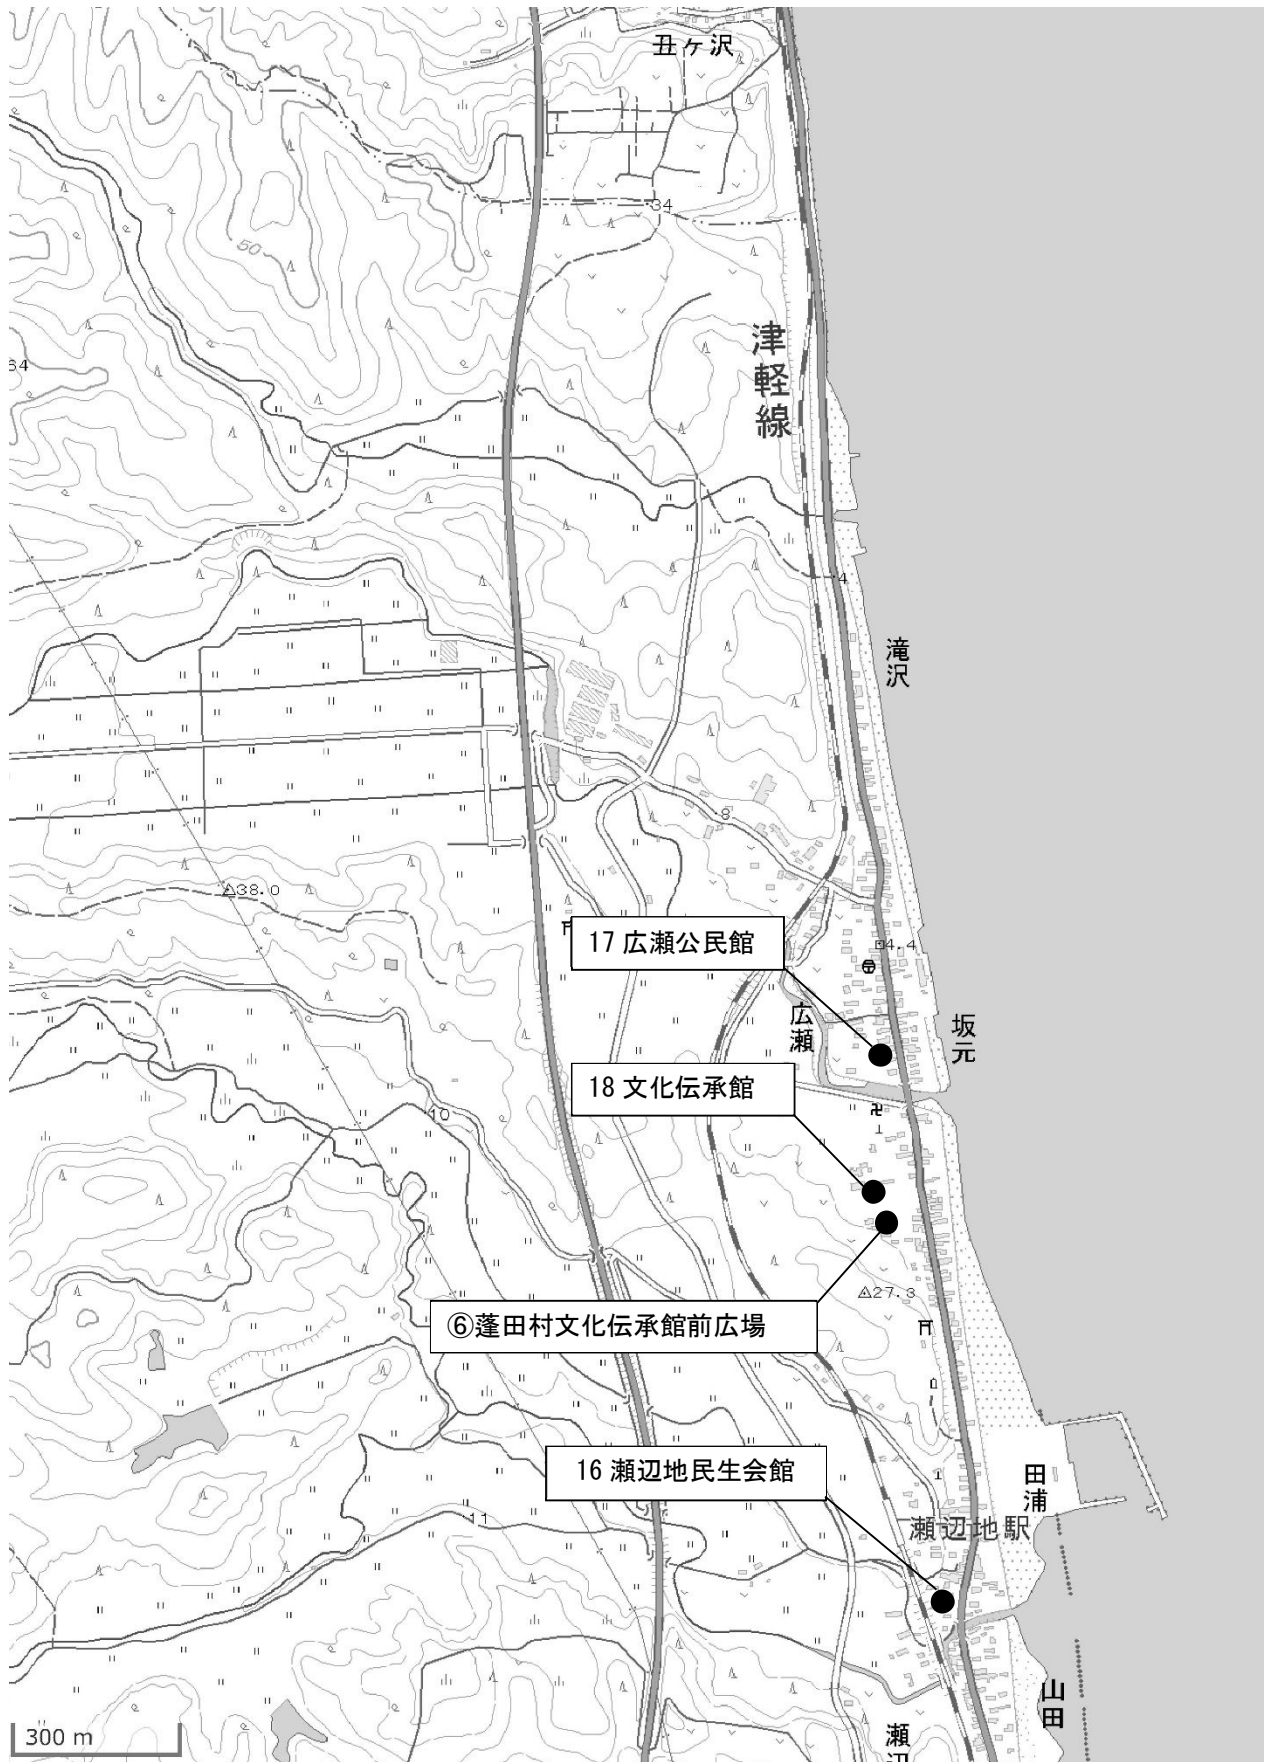 丑ヶ沢
34
50
津軽線
34
4
滝沢
8
38.0
17 広瀬公民館
4.4
広瀬
坂元
18 文化伝承館
10
27.3
⑥蓬田村文化伝承館前広場
16 瀬辺地民生会館
田浦
11
瀬辺地駅
山田
300 m
瀬